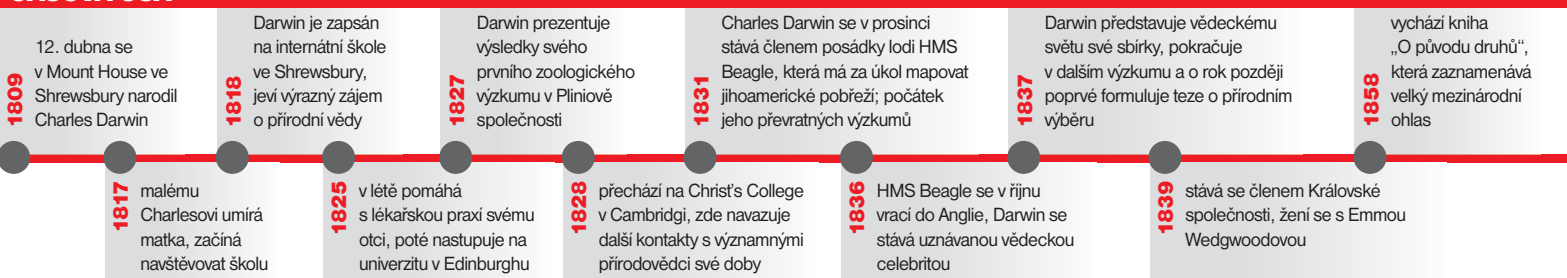 1809
12. dubna se
v Mount House ve
Shrewsbury narodil
Charles Darwin
1817
malému
Charlesovi umírá
matka, začíná
navštěvovat školu
1818
Darwin je zapsán
na internátní škole
ve Shrewsbury,
jeví výrazný zájem
o přírodní vědy
1825
v létě pomáhá
s lékařskou praxí svému
otci, poté nastupuje na
univerzitu v Edinburghu
1827
Darwin prezentuje
výsledky svého
prvního zoologického
výzkumu v Pliniově
společnosti
1828
přechází na Christ's College
v Cambridgi, zde navazuje
další kontakty s významnými
přírodovědci své doby
1831
Charles Darwin se v prosinci
stává členem posádky lodi HMS
Beagle, která má za úkol mapovat
jihoamerické pobřeží; počátek
jeho převratných výzkumů
1836
HMS Beagle se v říjnu
vrací do Anglie, Darwin se
stává uznávanou vědeckou
celebritou
1837
Darwin představuje vědeckému
světu své sbírky, pokračuje
v dalším výzkumu a o rok později
poprvé formuluje teze o přírodním
výběru
1839
stává se členem Královské
společnosti, žení se s Emmou
Wedgwoodovou
1858
vychází kniha
„O původu druhů",
která zaznamenává
velký mezinárodní
ohlas